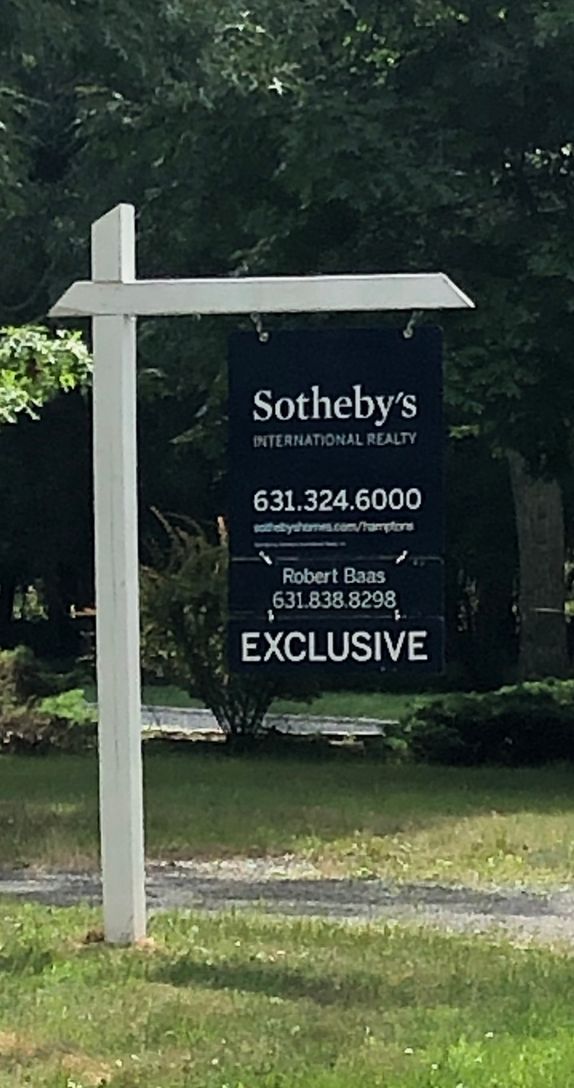 Sotheby's
INTERNATIONAL REALTY
631.324.6000
sothebyshomes.com/hamptons
Robert Baas
631.838.8298
EXCLUSIVE